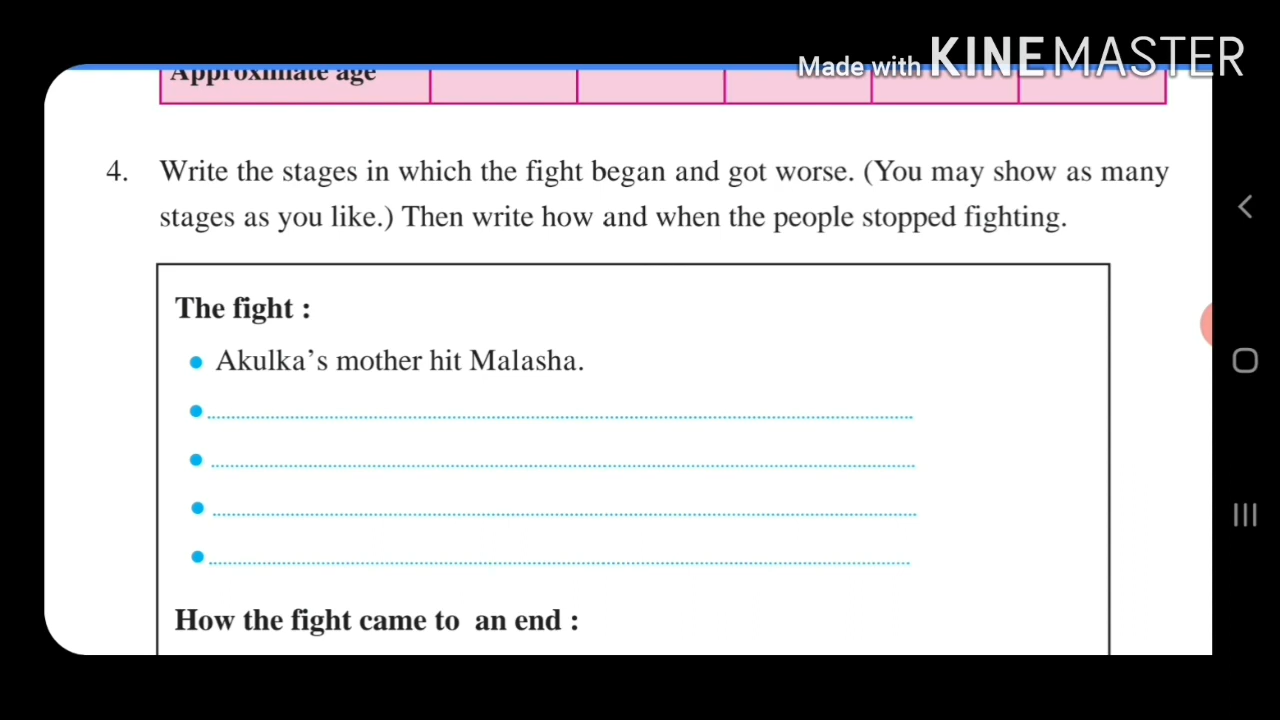 Made with KINEMASTER
Approximate age
4. Write the stages in which the fight began and got worse. (You may show as many
stages as you like.) Then write how and when the people stopped fighting.
The fight :
• Akulka's mother hit Malasha.
How the fight came to an end :